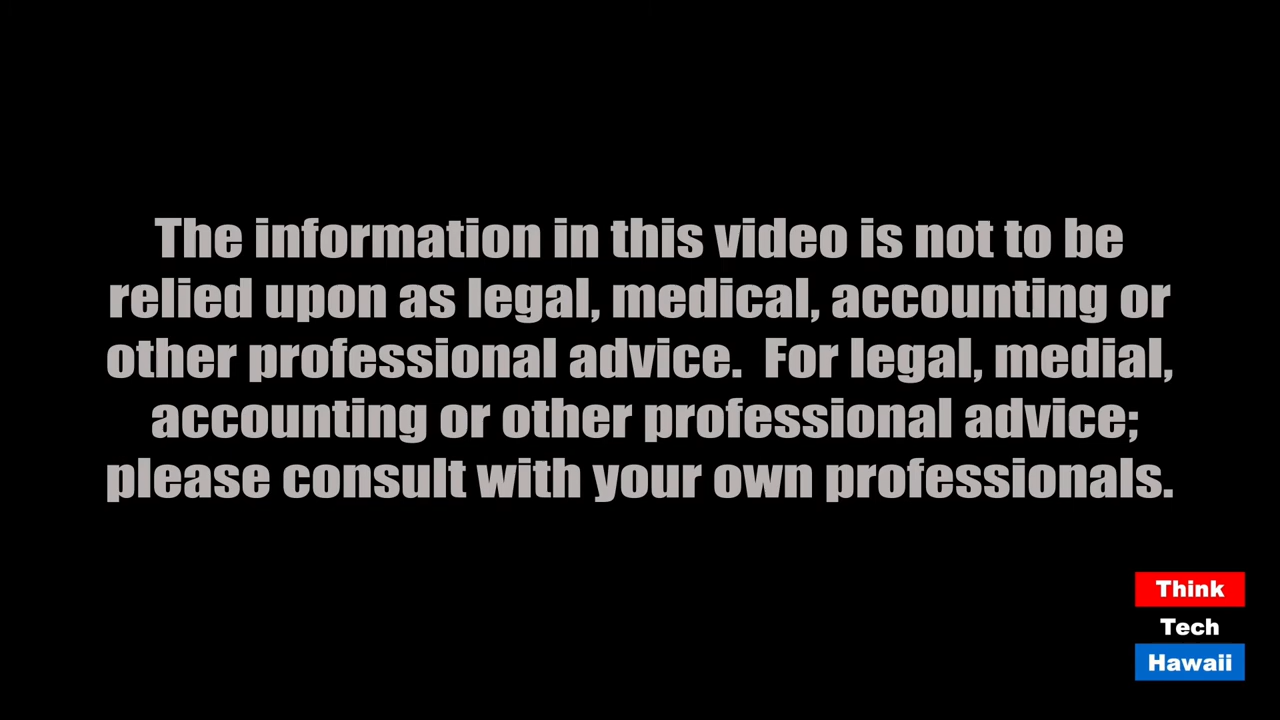 The information in this video is not to be
relied upon as legal, medical, accounting or
other professional advice.  For legal, medial,
accounting or other professional advice;
please consult with your own professionals.
Think
Tech
Hawaii